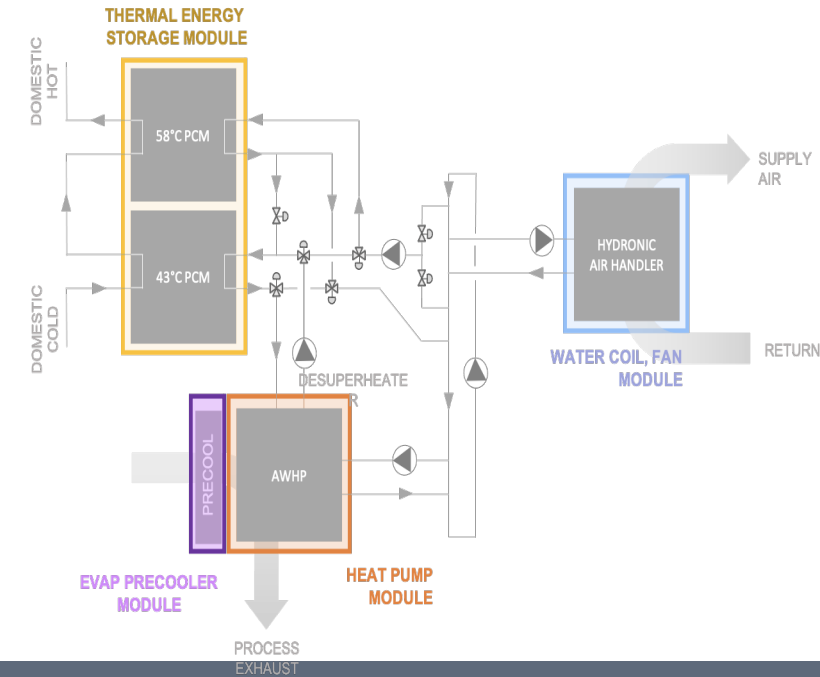 THERMAL ENERGY
STORAGE MODULE
DOMESTIC
HOT
58°C PCM
43°C PCM
DOMESTIC
COLD
SUPPLY
AIR
HYDRONIC
AIR HANDLER
RETURN
WATER COIL, FAN
MODULE
DESUPERHEATE
R
PRECOOL
AWHP
EVAP PRECOOLER
MODULE
HEAT PUMP
MODULE
PROCESS
EXHAUST